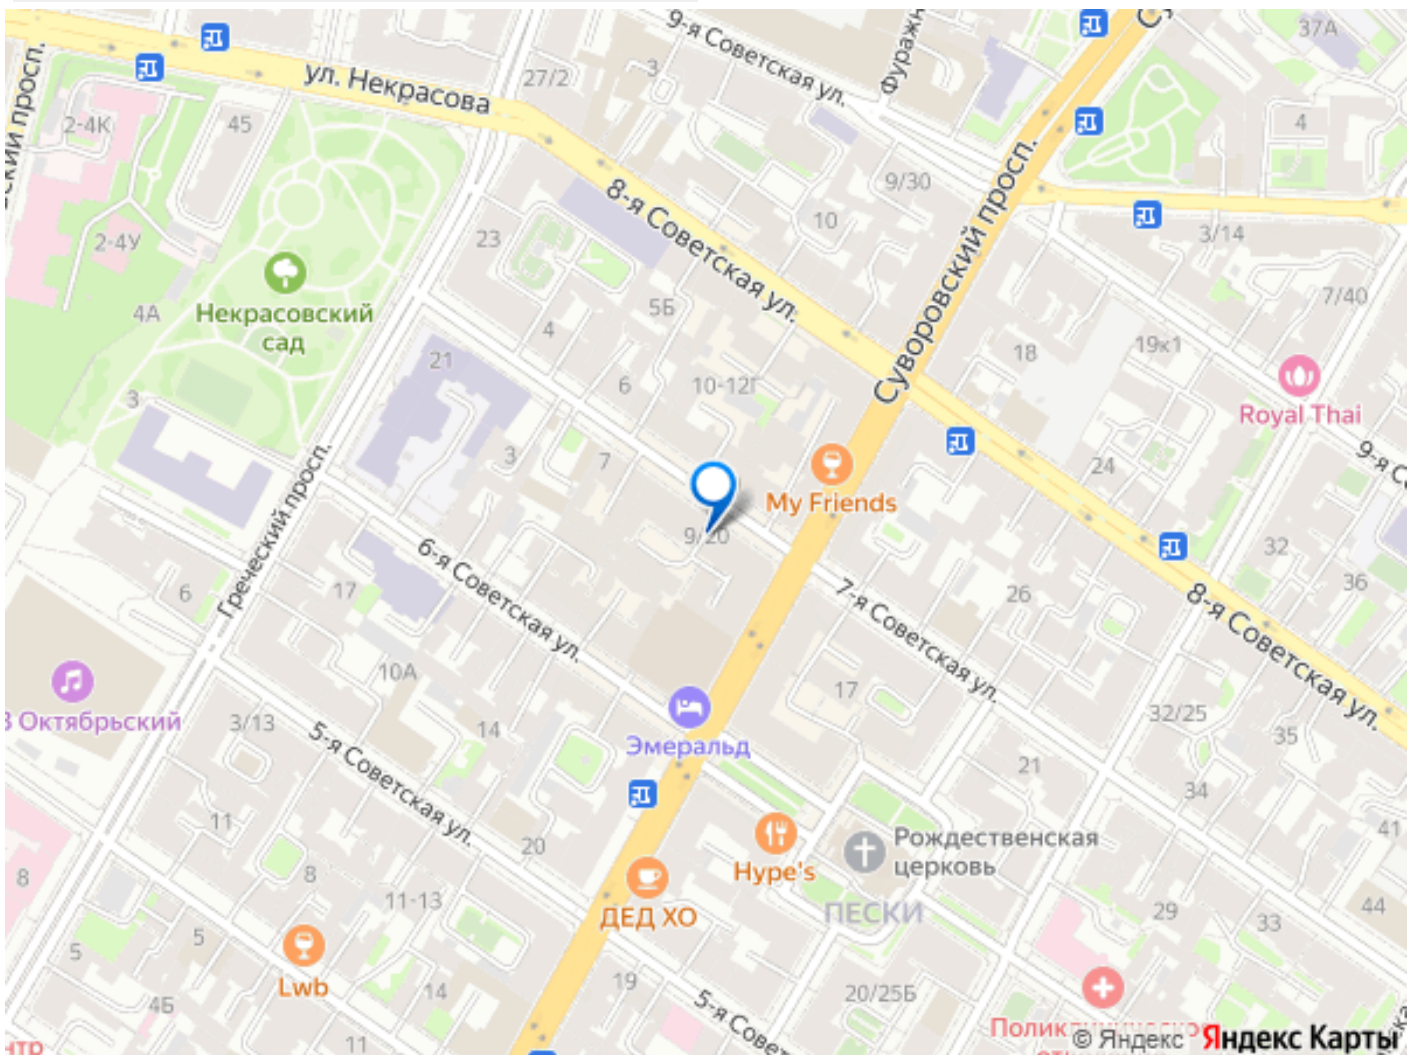 9-я Советская ул.
Фуражн
37А
27/2
3
ул. Некрасова
2-4К
45
4
9/30
Суворовский просп.
8-я Советская ул.
10
3/14
2-4У
23
5Б
7/40
4А
Некрасовский
сад
4
18
19к1
21
6
10-12Г
Royal Thai
3
3
7
24
9-я С
My Friends
9/20
32
36
Греческий просп.
6-я Советская ул.
6
17
7-я Советская ул.
26
8-я Советская ул.
10А
17
Октябрьский
3/13
14
32/25
35
Эмеральд
5-я Советская ул.
21
34
11
20
41
Рождественская
церковь
Hype's
8
8
11-13
ДЕД ХО
ПЕСКИ
29
33
44
5
5
Lwb
4Б
14
19
20/25Б
5-я Совет
11
© Яндекс Яндекс Карты